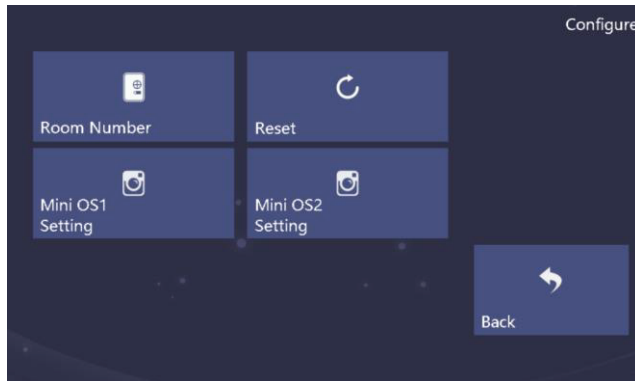 Configure
Room Number
Reset
Mini OS1
Setting
Mini OS2
Setting
Back